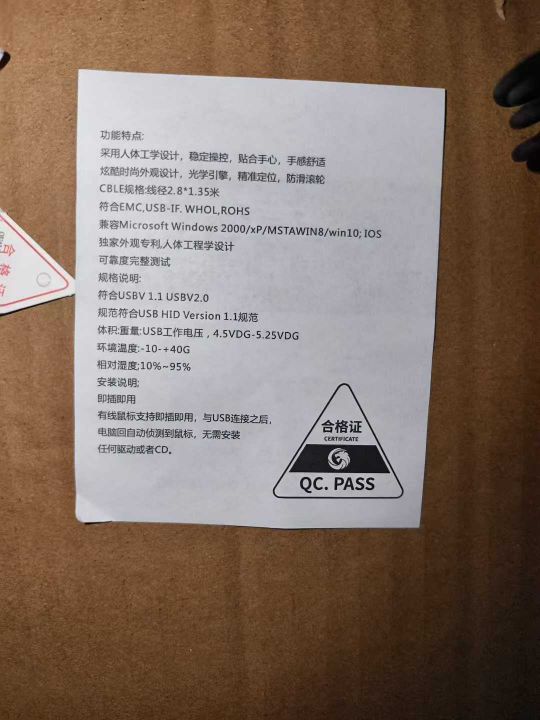 功能特点:
采用人体工学设计，稳定操控，贴合手心，手感舒适
炫酷时尚外观设计，光学引擎，精准定位，防滑滚轮
CBLE规格:线径2.8*1.35米
符合EMC,USB-IF. WHOL,ROHS
兼容Microsoft Windows 2000/xP/MSTAWIN8/win10; IOS
独家外观专利,人体工程学设计
可靠度完整测试
规格说明:
符合USBV 1.1 USBV2.0
规范符合USB HID Version 1.1规范
体积:重量:USB工作电压，4.5VDG-5.25VDG
环境温度:-10-+40G
相对湿度;10%~95%
安装说明;
即插即用
有线鼠标支持即插即用，与USB连接之后，
电脑回自动侦测到鼠标，无需安装
任何驱动或者CD。
合格证
CERTIFICATE
QC. PASS
合格证